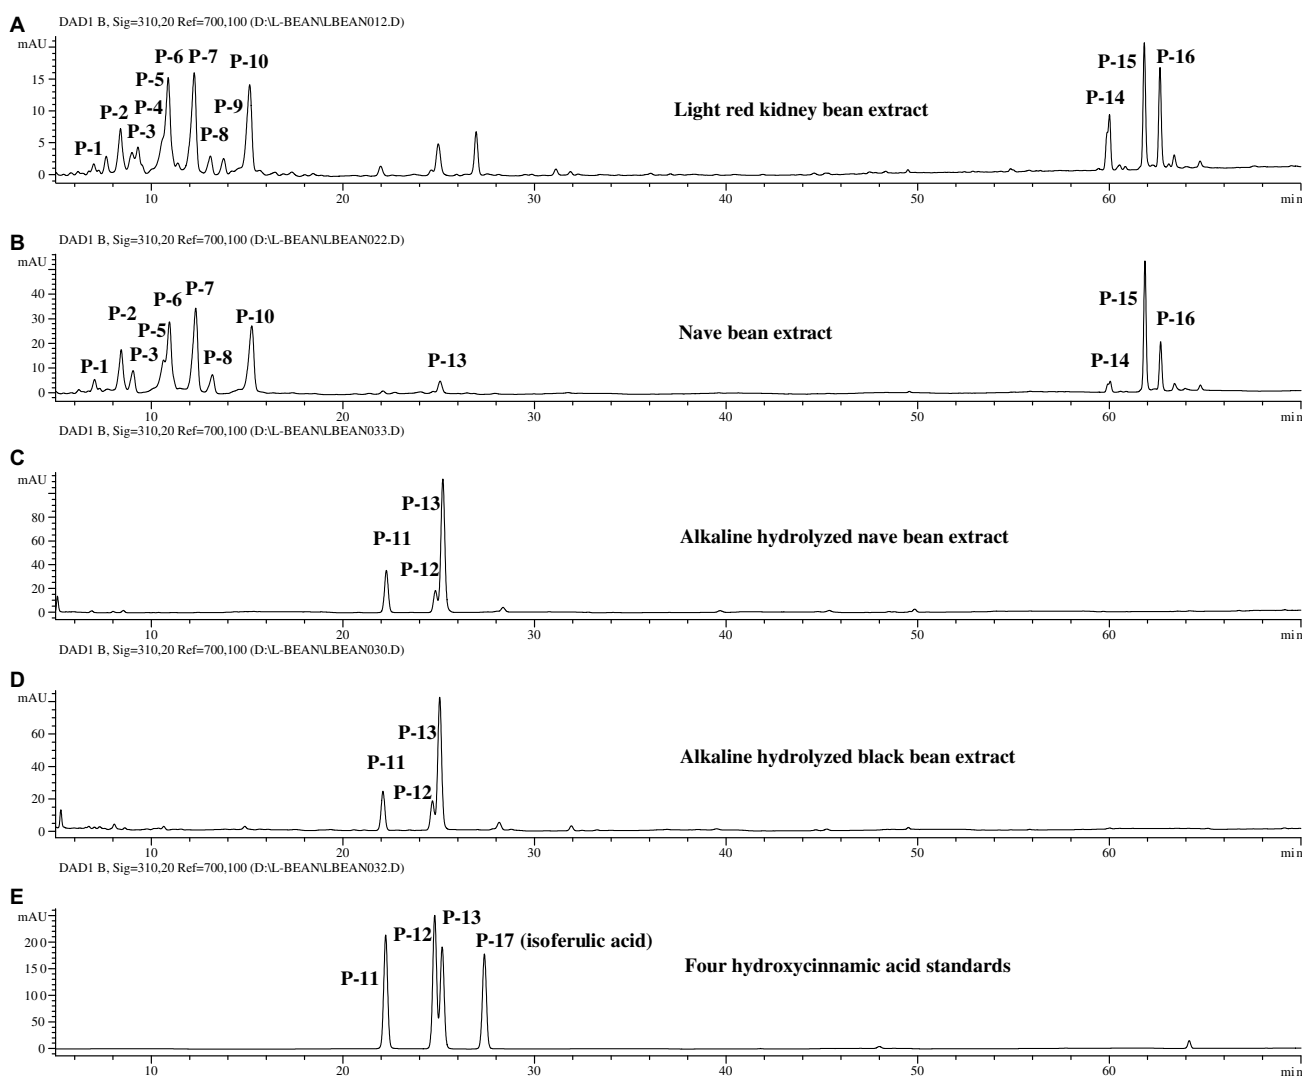 A
DAD1 B, Sig=310,20 Ref=700,100 (D:\L-BEAN\LBEAN012.D)
mAU
P-6 P-7
P-10
P-15
P-16
15
P-5
P-14
P-2
P-4
P-9
Light red kidney bean extract
10
P-3
P-8
5
P-1
0
10 20 30 40 50 60 min
B
DAD1 B, Sig=310,20 Ref=700,100 (D:\L-BEAN\LBEAN022.D)
mAU
P-7
P-6
P-15
40
P-2
P-10
P-16
30
P-5
Nave bean extract
20
P-3
P-8
P-13
P-14
10
P-1
0
10 20 30 40 50 60 min
DAD1 B, Sig=310,20 Ref=700,100 (D:\L-BEAN\LBEAN033.D)
C
mAU
P-13
80
P-11
Alkaline hydrolyzed nave bean extract
60
P-12
40
20
0
10 20 30 40 50 60 min
DAD1 B, Sig=310,20 Ref=700,100 (D:\L-BEAN\LBEAN030.D)
D
mAU
P-13
60
P-11
Alkaline hydrolyzed black bean extract
40
P-12
20
0
10 20 30 40 50 60 min
DAD1 B, Sig=310,20 Ref=700,100 (D:\L-BEAN\LBEAN032.D)
E
mAU
P-13
P-12
P-17 (isoferulic acid)
200
150
P-11
Four hydroxycinnamic acid standards
100
50
0
10 20 30 40 50 60 min